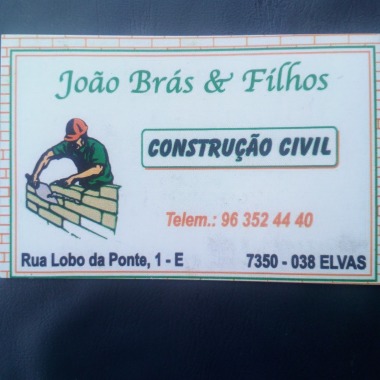 João Brás & Filhos
CONSTRUÇÃO CIVIL
Telem.: 96 352 44 40
Rua Lobo da Ponte, 1 - E 7350 - 038 ELVAS